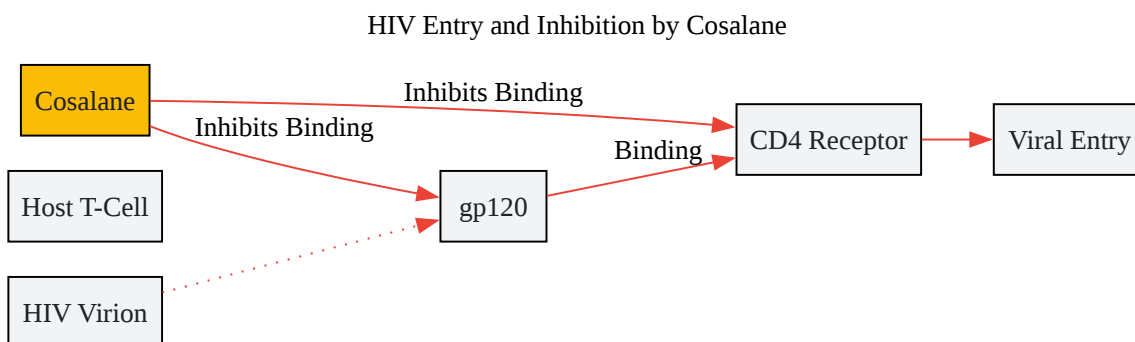 HIV Entry and Inhibition by Cosalane
Cosalane
Inhibits Binding
Inhibits Binding
Binding
CD4 Receptor
Viral Entry
Host T-Cell
gp120
HIV Virion